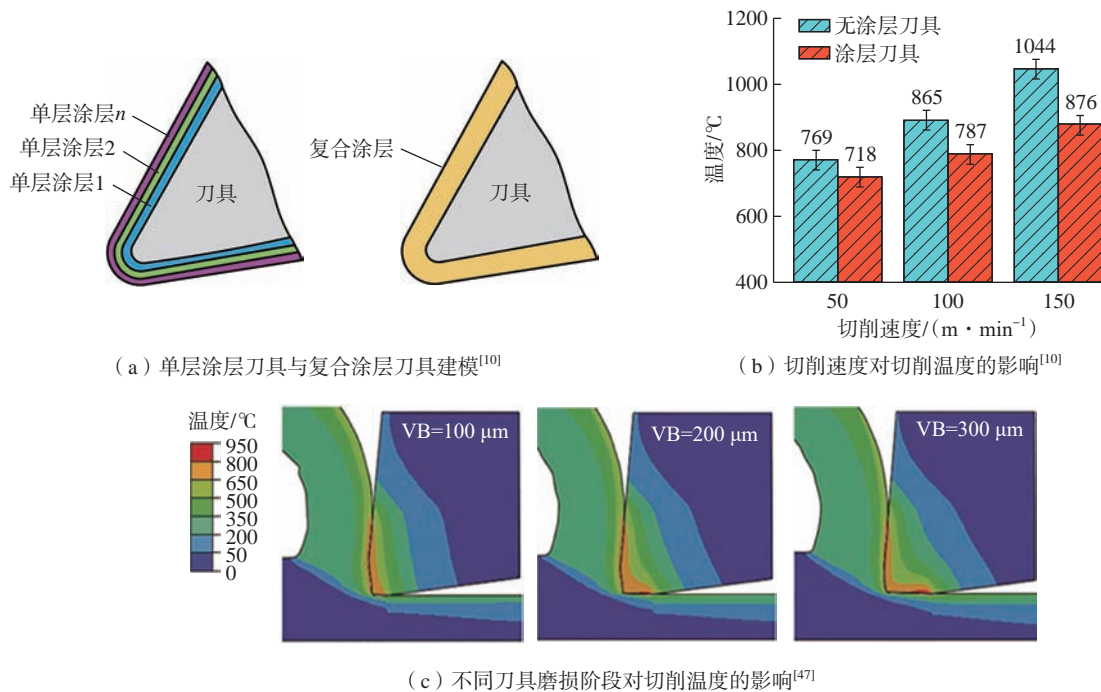 单层涂层n
单层涂层2
单层涂层1
刀具
复合涂层
刀具
(a)单层涂层刀具与复合涂层刀具建模[10]
1200
1000
800
600
400
温度/℃
无涂层刀具
涂层刀具
769
718
865
787
1044
876
50
100
150
切削速度/(m·min⁻¹)
(b)切削速度对切削温度的影响[10]
温度/℃
950
800
650
500
350
200
50
0
VB=100 μm
VB=200 μm
VB=300 μm
(c)不同刀具磨损阶段对切削温度的影响[47]